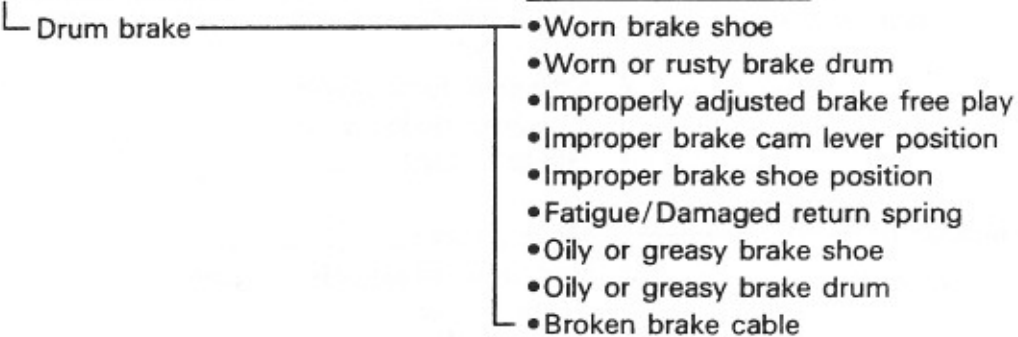 Drum brake
•Worn brake shoe
•Worn or rusty brake drum
•Improperly adjusted brake free play
•Improper brake cam lever position
•Improper brake shoe position
•Fatigue/Damaged return spring
•Oily or greasy brake shoe
•Oily or greasy brake drum
•Broken brake cable